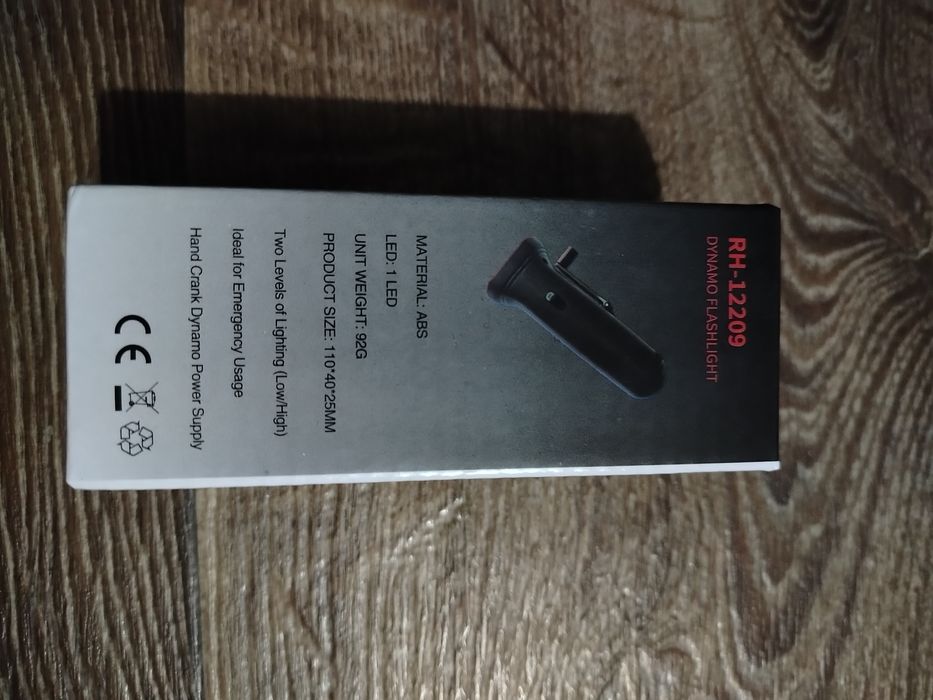 RH-12209
DYNAMO FLASHLIGHT
MATERIAL: ABS
LED: 1 LED
UNIT WEIGHT: 92G
PRODUCT SIZE: 110*40*25MM
Two Levels of Lighting (Low/High)
Ideal for Emergency Usage
Hand Crank Dynamo Power Supply
CE